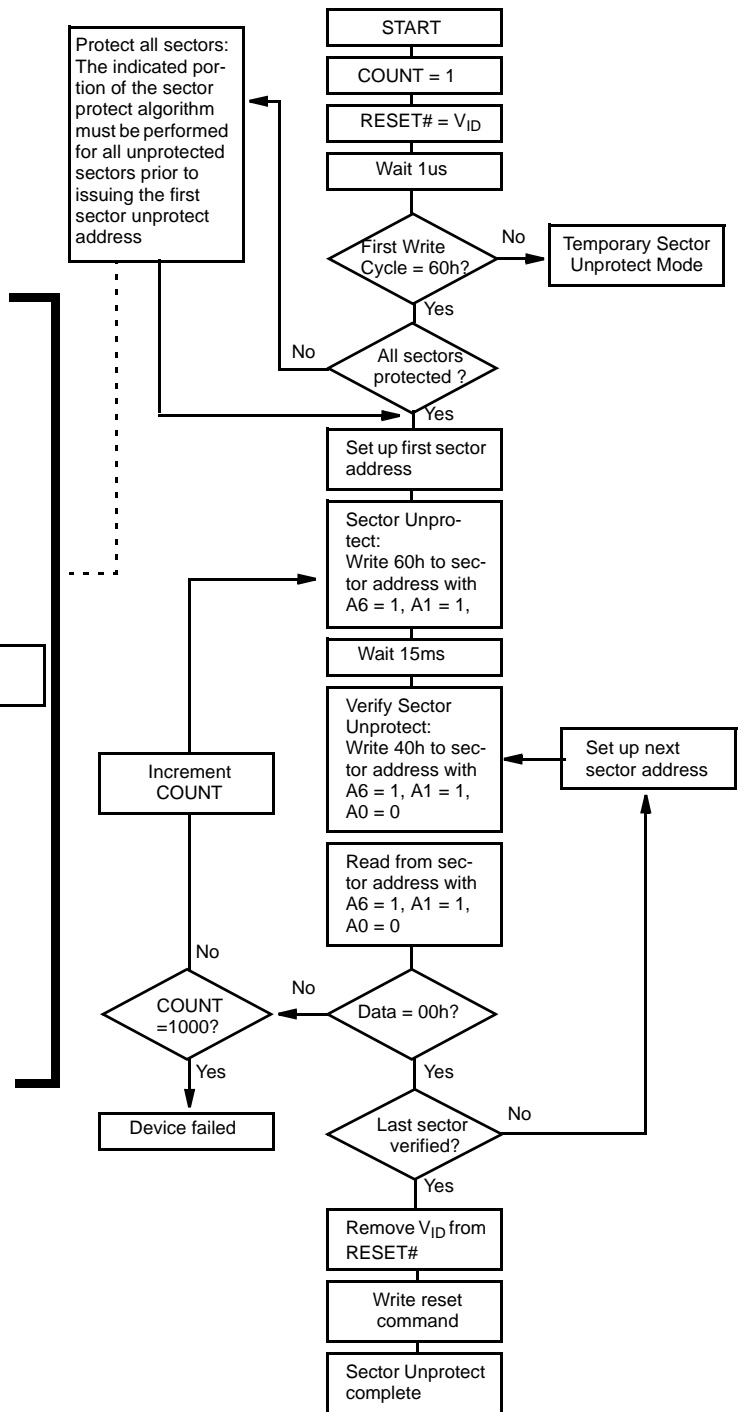 START
COUNT = 1
RESET# = VID
Wait 1us
Protect all sectors:
The indicated por-
tion of the sector
protect algorithm
must be performed
for all unprotected
sectors prior to
issuing the first
sector unprotect
address
First Write
Cycle = 60h?
No
Temporary Sector
Unprotect Mode
Yes
No
All sectors
protected ?
Yes
Set up first sector
address
Sector Unpro-
tect:
Write 60h to sec-
tor address with
A6 = 1, A1 = 1,
Wait 15ms
Verify Sector
Unprotect:
Write 40h to sec-
tor address with
A6 = 1, A1 = 1,
A0 = 0
Set up next
sector address
Increment
COUNT
Read from sec-
tor address with
A6 = 1, A1 = 1,
A0 = 0
No
No
COUNT
=1000?
Data = 00h?
Yes
Yes
Device failed
Last sector
verified?
No
Yes
Remove VID from
RESET#
Write reset
command
Sector Unprotect
complete